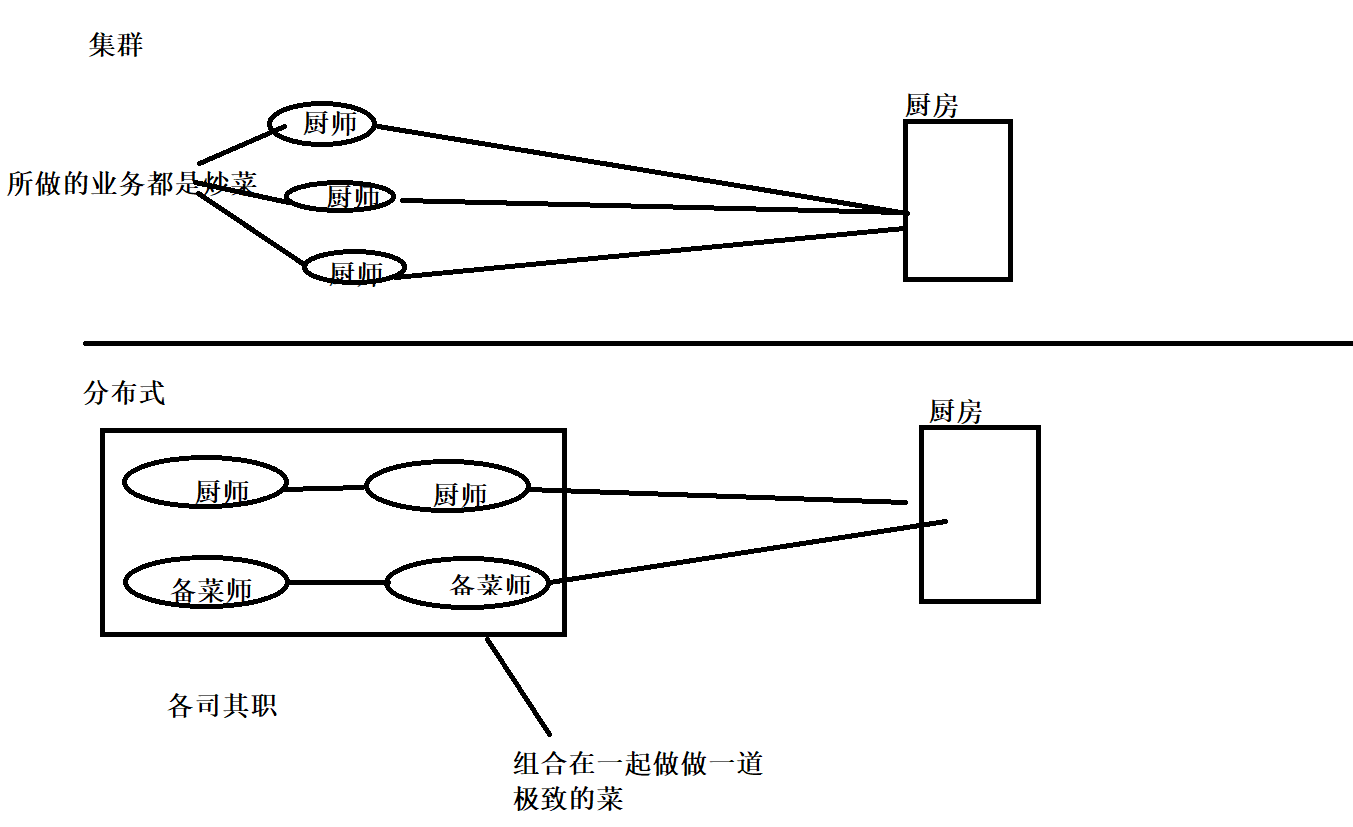 集群
厨房
厨师
所做的业务都是炒菜
厨师
厨师
分布式
厨房
厨师
厨师
备菜师
备菜师
各司其职
组合在一起做做一道
极致的菜